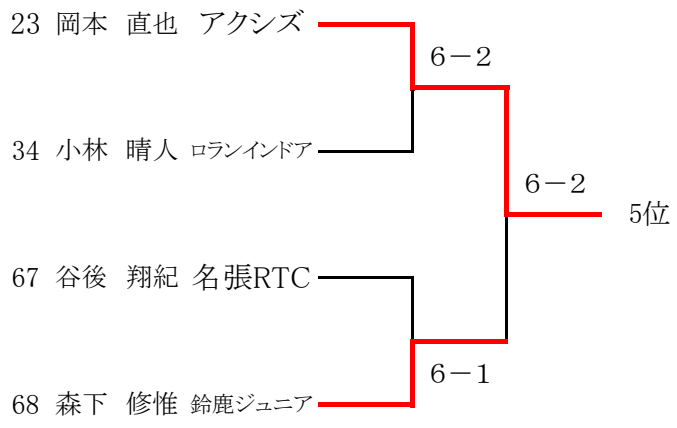 23 岡本 直也 アクシズ
6－2
34 小林 晴人 ロランインドア
6－2
5位
67 谷後 翔紀 名張RTC
6－1
68 森下 修惟 鈴鹿ジュニア